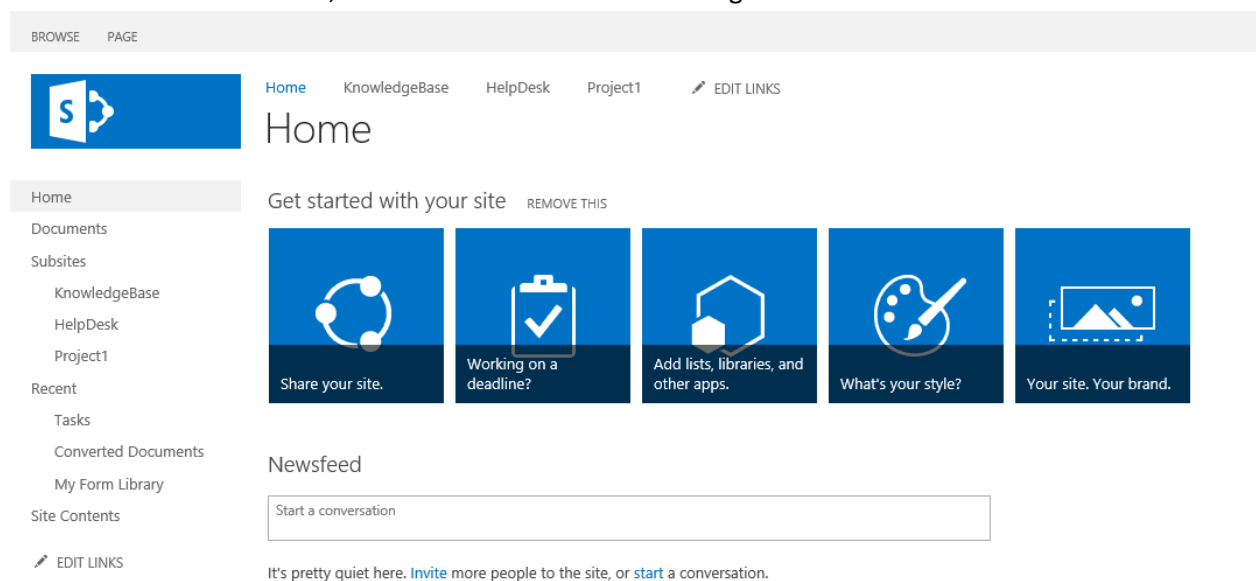 BROWSE PAGE
S
Home KnowledgeBase HelpDesk Project1 EDIT LINKS
Home
Home
Documents
Subsites
KnowledgeBase
HelpDesk
Project1
Recent
Tasks
Converted Documents
My Form Library
Site Contents
EDIT LINKS
Get started with your site REMOVE THIS
Share your site.
Working on a
deadline?
Add lists, libraries, and
other apps.
What's your style?
Your site. Your brand.
Newsfeed
Start a conversation
It's pretty quiet here. Invite more people to the site, or start a conversation.